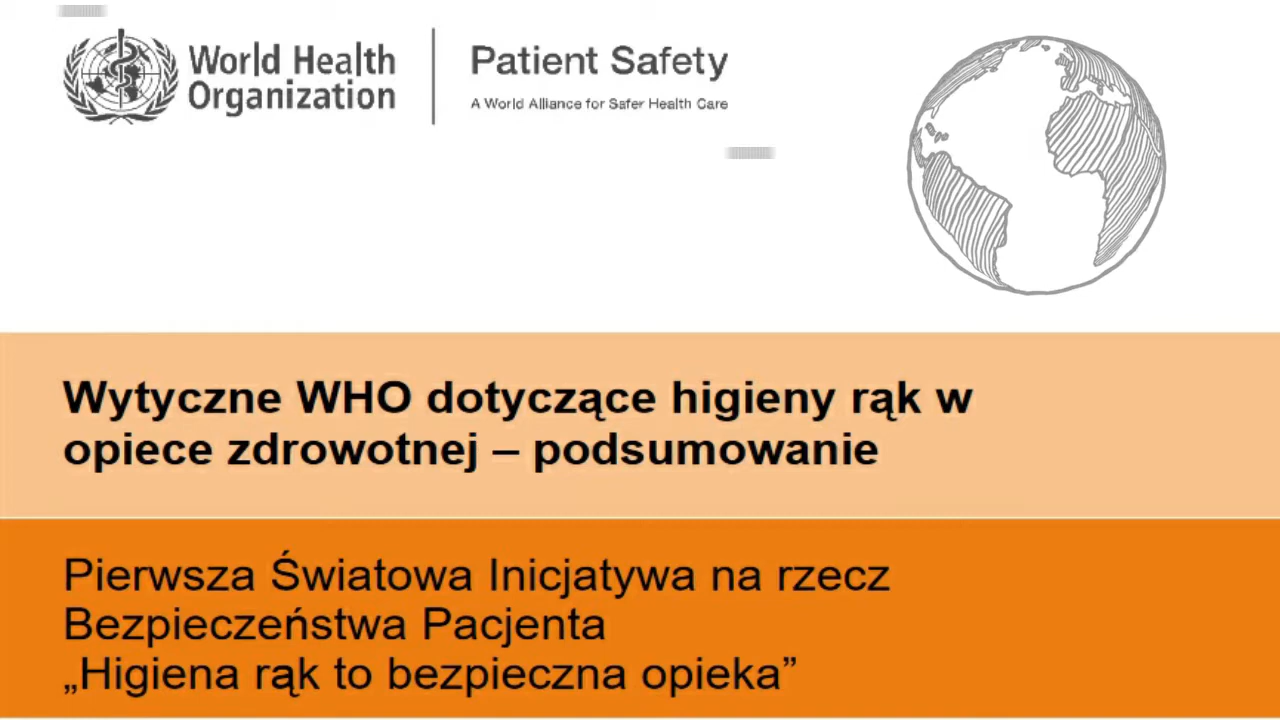 World Health
Organization
Patient Safety
A World Alliance for Safer Health Care
Wytyczne WHO dotyczące higieny rąk w
opiece zdrowotnej – podsumowanie
Pierwsza Światowa Inicjatywa na rzecz
Bezpieczeństwa Pacjenta
„Higiena rąk to bezpieczna opieka”